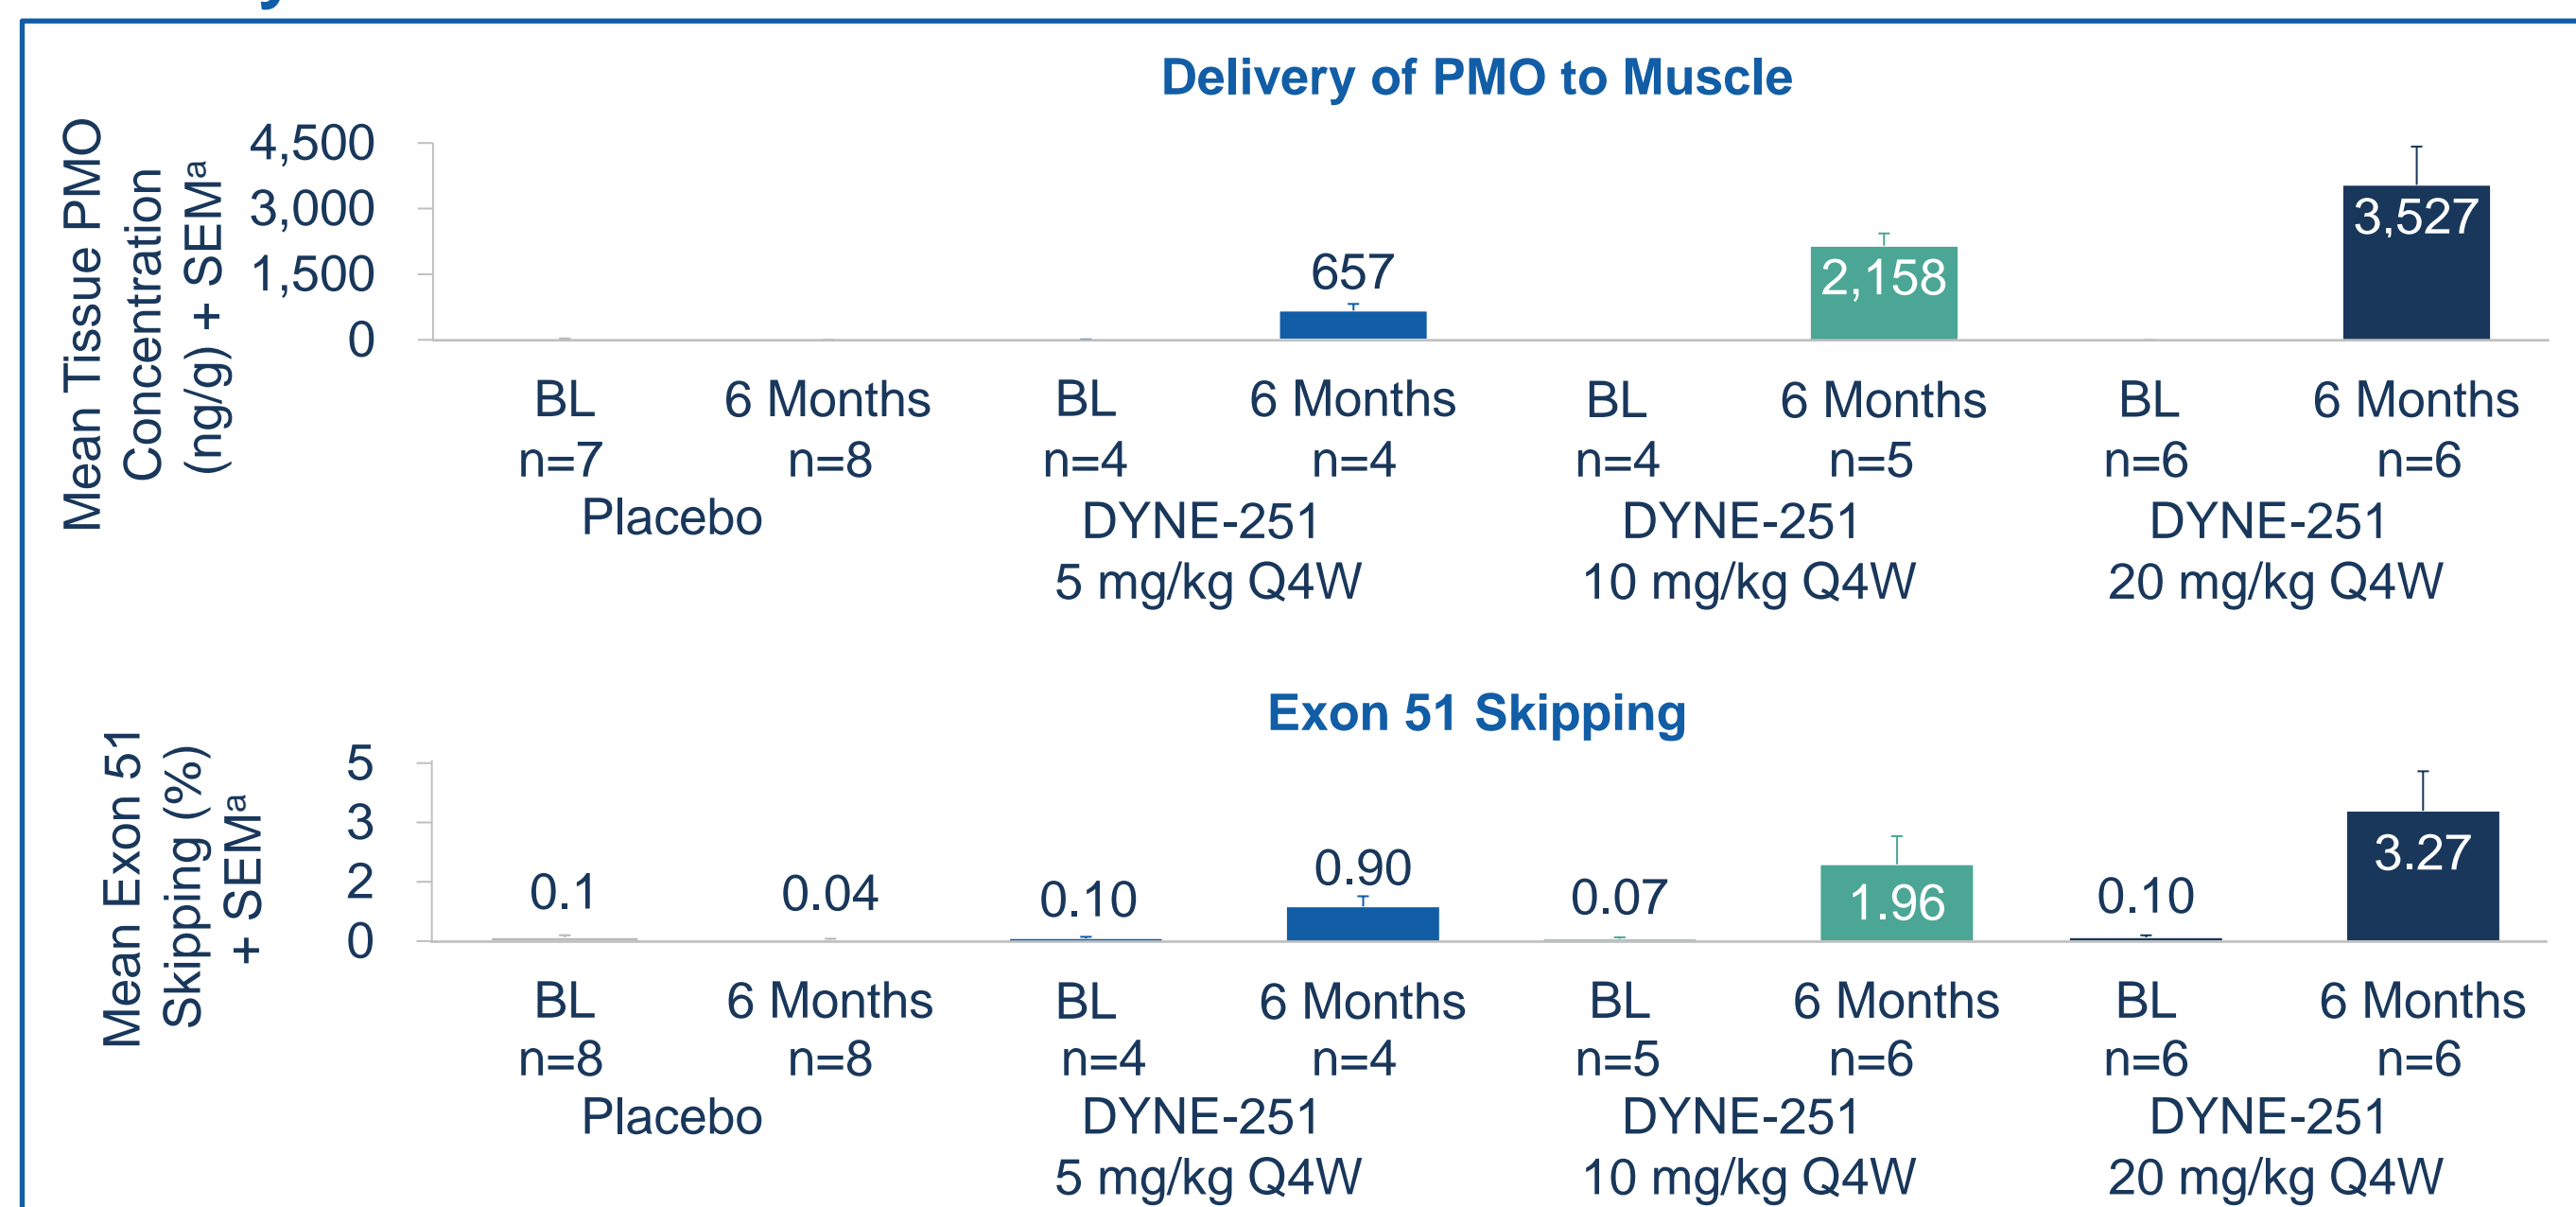 Delivery of PMO to Muscle
Mean Tissue PMO
Concentration
(ng/g) + SEMᵃ
4,500
3,000
1,500
0
657
2,158
3,527
BL 6 Months BL 6 Months BL 6 Months BL 6 Months
n=7 n=8 n=4 n=4 n=4 n=5 n=6 n=6
Placebo DYNE-251 DYNE-251 DYNE-251
5 mg/kg Q4W 10 mg/kg Q4W 20 mg/kg Q4W
Exon 51 Skipping
Mean Exon 51
Skipping (%)
+ SEMᵃ
5
3
2
0
0.1 0.04 0.10 0.90 0.07 1.96 0.10 3.27
BL 6 Months BL 6 Months BL 6 Months BL 6 Months
n=8 n=8 n=4 n=4 n=5 n=6 n=6 n=6
Placebo DYNE-251 DYNE-251 DYNE-251
5 mg/kg Q4W 10 mg/kg Q4W 20 mg/kg Q4W